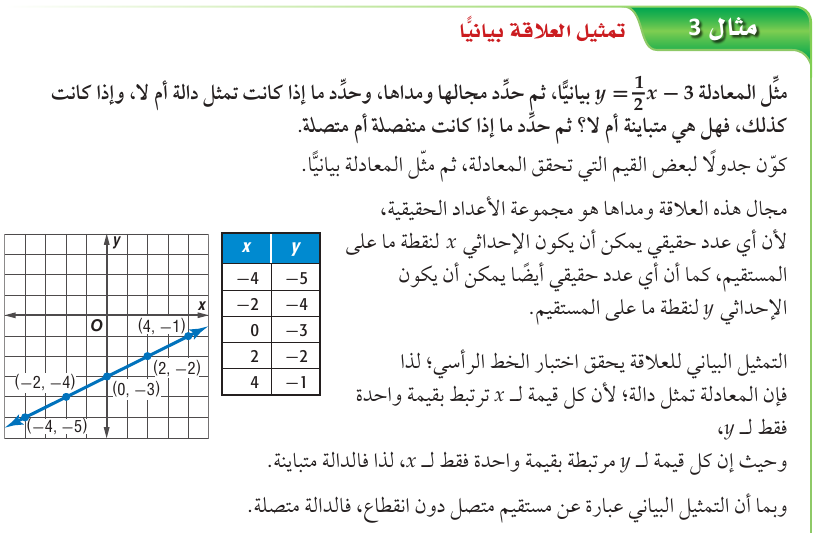 مثال 3 تمثيل العلاقة بيانيًّا
مثِّل المعادلة y = 1/2 x − 3 بيانيًّا، ثم حدِّد مجالها ومداها، وحدِّد ما إذا كانت تمثل دالة أم لا، وإذا كانت
كذلك، فهل هي متباينة أم لا؟ ثم حدِّد ما إذا كانت منفصلة أم متصلة.
كوّن جدولًا لبعض القيم التي تحقق المعادلة، ثم مثّل المعادلة بيانيًّا.
مجال هذه العلاقة ومداها هو مجموعة الأعداد الحقيقية،
لأن أي عدد حقيقي يمكن أن يكون الإحداثي x لنقطة ما على
المستقيم، كما أن أي عدد حقيقي أيضًا يمكن أن يكون
الإحداثي y لنقطة ما على المستقيم.
x y
−4 −5
−2 −4
0 −3
2 −2
4 −1
y
x
O
(4, −1)
(2, −2)
(−2, −4)
(0, −3)
(−4, −5)
التمثيل البياني للعلاقة يحقق اختبار الخط الرأسي؛ لذا
فإن المعادلة تمثل دالة؛ لأن كل قيمة لـ x ترتبط بقيمة واحدة
فقط لـ y،
وحيث إن كل قيمة لـ y مرتبطة بقيمة واحدة فقط لـ x، لذا فالدالة متباينة.
وبما أن التمثيل البياني عبارة عن مستقيم متصل دون انقطاع، فالدالة متصلة.